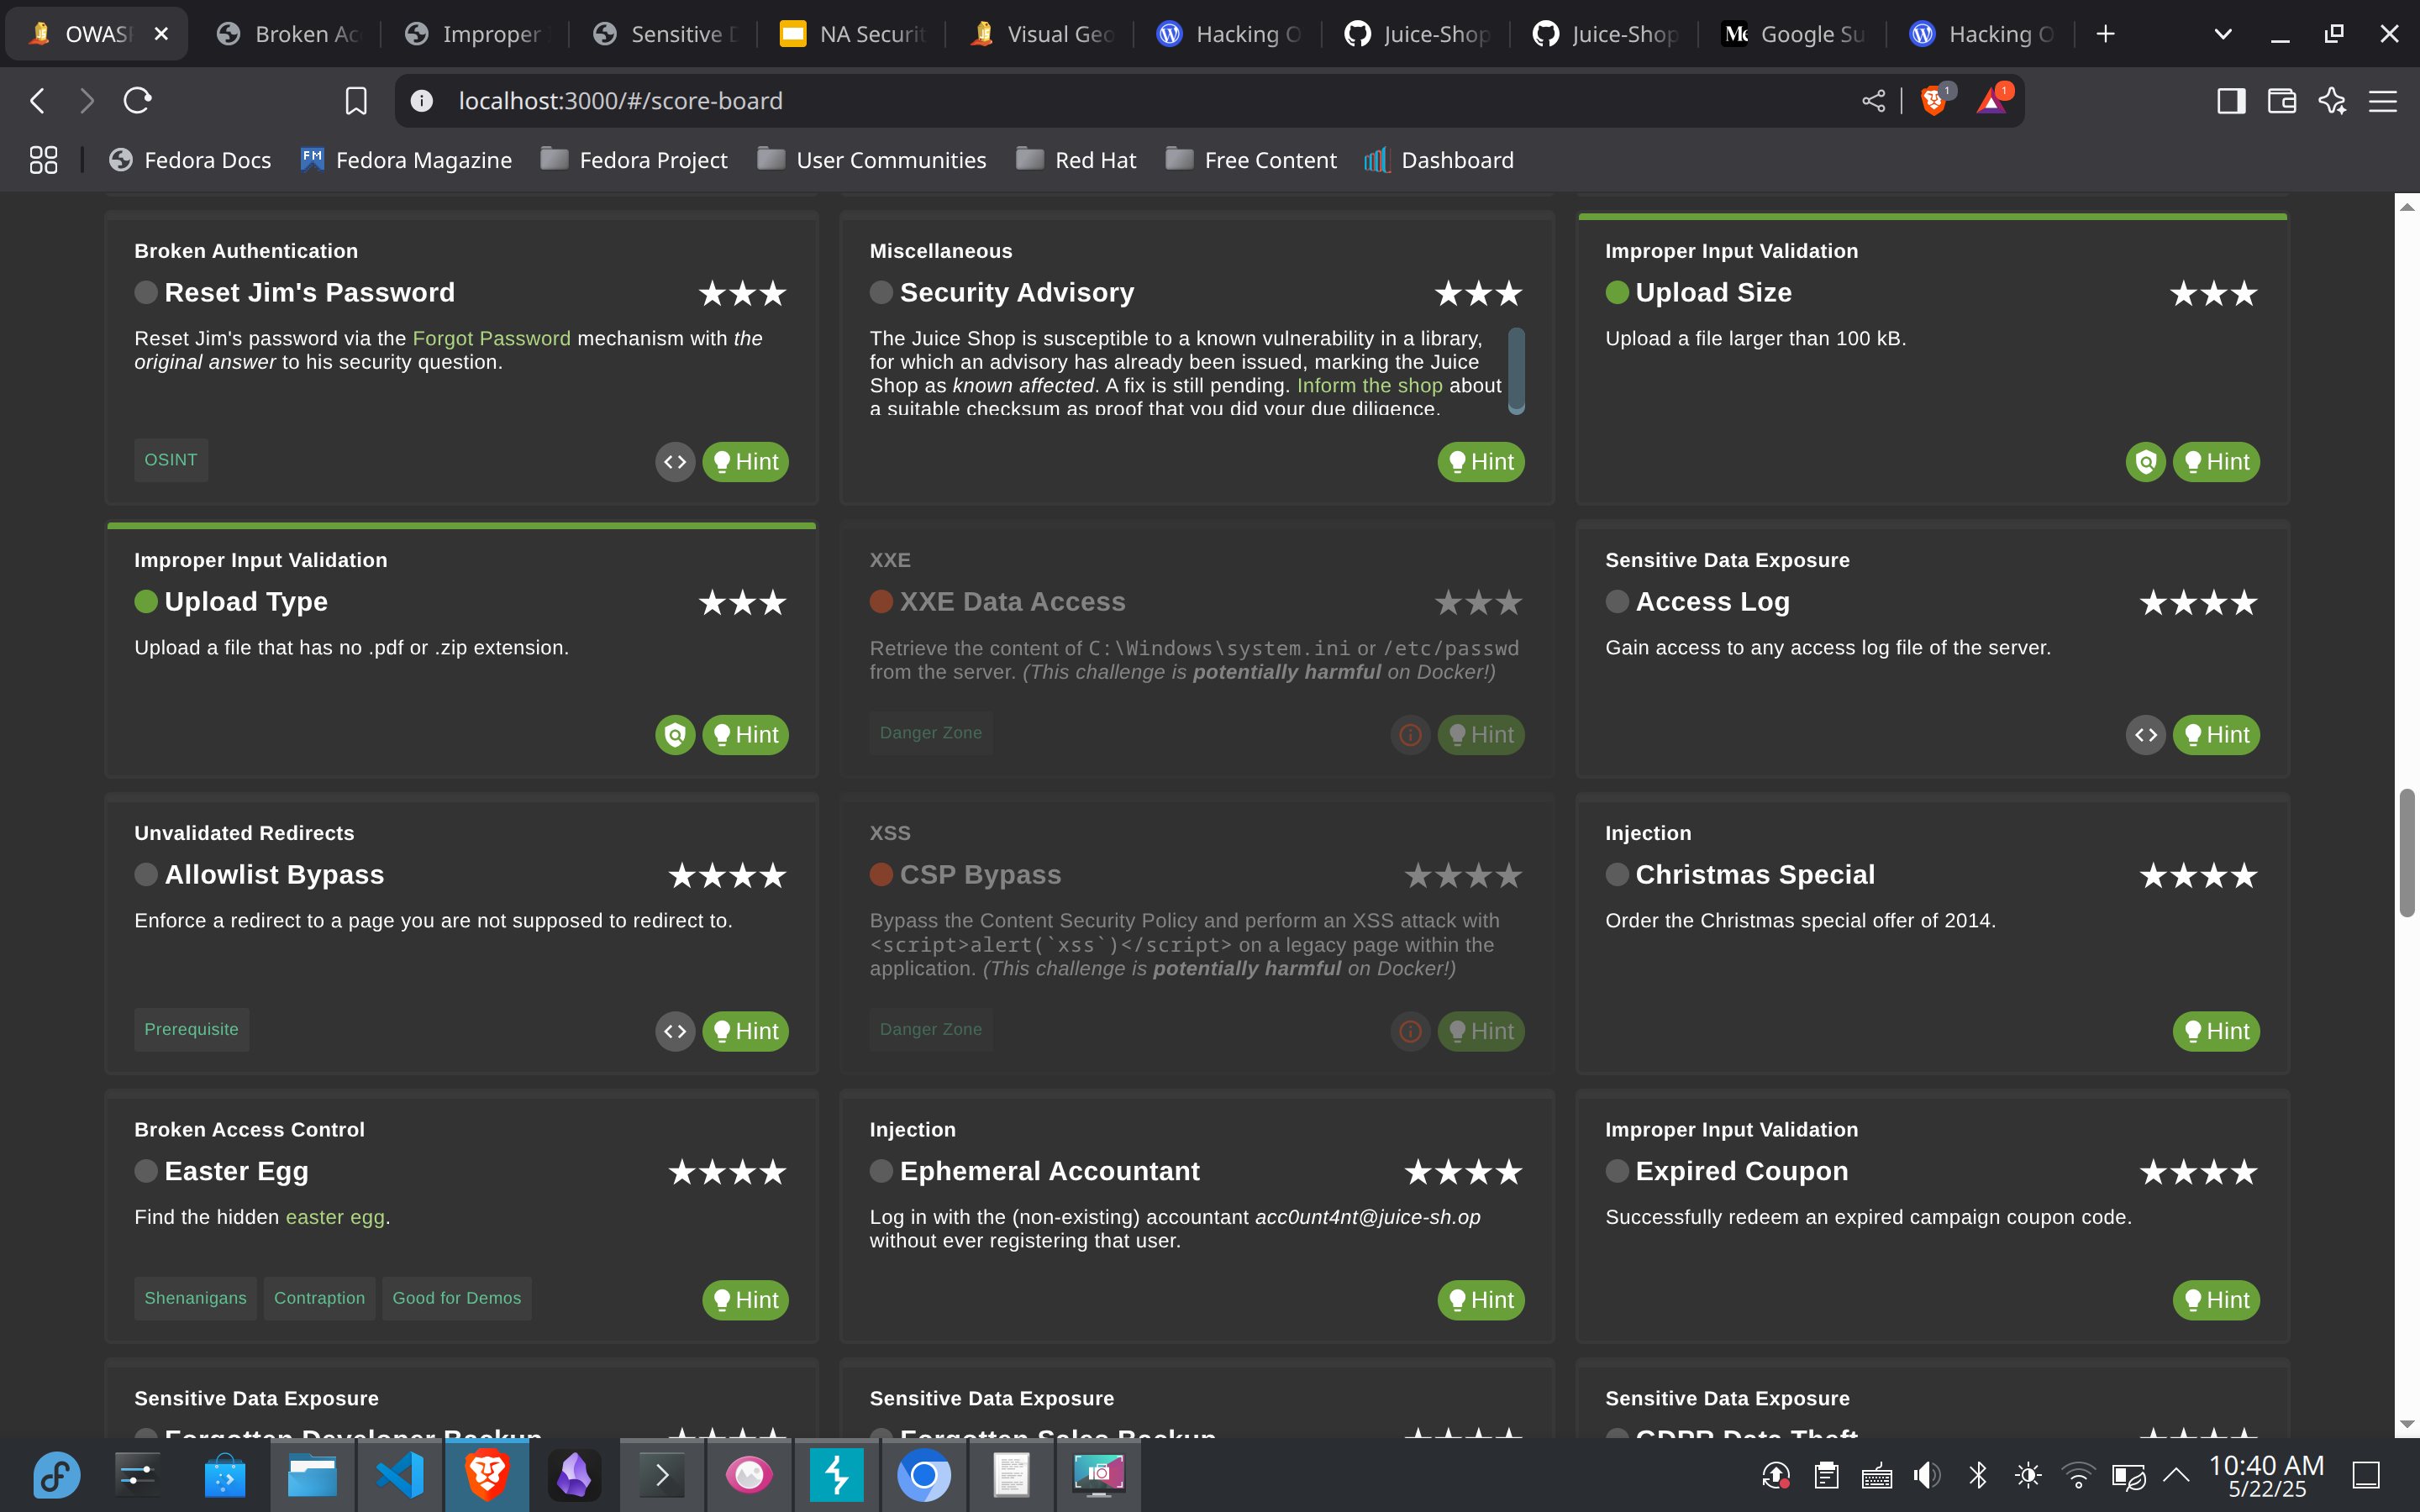 OWAS
Broken Ac
Improper
Sensitive D
NA Securit
Visual Geo
Hacking O
Juice-Shop
Juice-Shop
Google Su
Hacking O
localhost:3000/#/score-board
1
1
Fedora Docs
Fedora Magazine
Fedora Project
User Communities
Red Hat
Free Content
Dashboard
Broken Authentication
Reset Jim's Password
Reset Jim's password via the Forgot Password mechanism with the
original answer to his security question.
OSINT
Hint
Miscellaneous
Security Advisory
The Juice Shop is susceptible to a known vulnerability in a library,
for which an advisory has already been issued, marking the Juice
Shop as known affected. A fix is still pending. Inform the shop about
a suitable checksum as proof that you did your due diligence.
Hint
Improper Input Validation
Upload Size
Upload a file larger than 100 kB.
Hint
Improper Input Validation
Upload Type
Upload a file that has no .pdf or .zip extension.
Hint
XXE
XXE Data Access
Retrieve the content of C:\Windows\system.ini or /etc/passwd
from the server. (This challenge is potentially harmful on Docker!)
Danger Zone
Hint
Sensitive Data Exposure
Access Log
Gain access to any access log file of the server.
Hint
Unvalidated Redirects
Allowlist Bypass
Enforce a redirect to a page you are not supposed to redirect to.
Prerequisite
Hint
XSS
CSP Bypass
Bypass the Content Security Policy and perform an XSS attack with
<script>alert(`xss`)</script> on a legacy page within the
application. (This challenge is potentially harmful on Docker!)
Danger Zone
Hint
Injection
Christmas Special
Order the Christmas special offer of 2014.
Hint
Broken Access Control
Easter Egg
Find the hidden easter egg.
Shenanigans
Contraption
Good for Demos
Hint
Injection
Ephemeral Accountant
Log in with the (non-existing) accountant acc0unt4nt@juice-sh.op
without ever registering that user.
Hint
Improper Input Validation
Expired Coupon
Successfully redeem an expired campaign coupon code.
Hint
Sensitive Data Exposure
Forgotten Developer Backup
Sensitive Data Exposure
Forgotten Sales Backup
Sensitive Data Exposure
GDPR Data Theft
10:40 AM
5/22/25